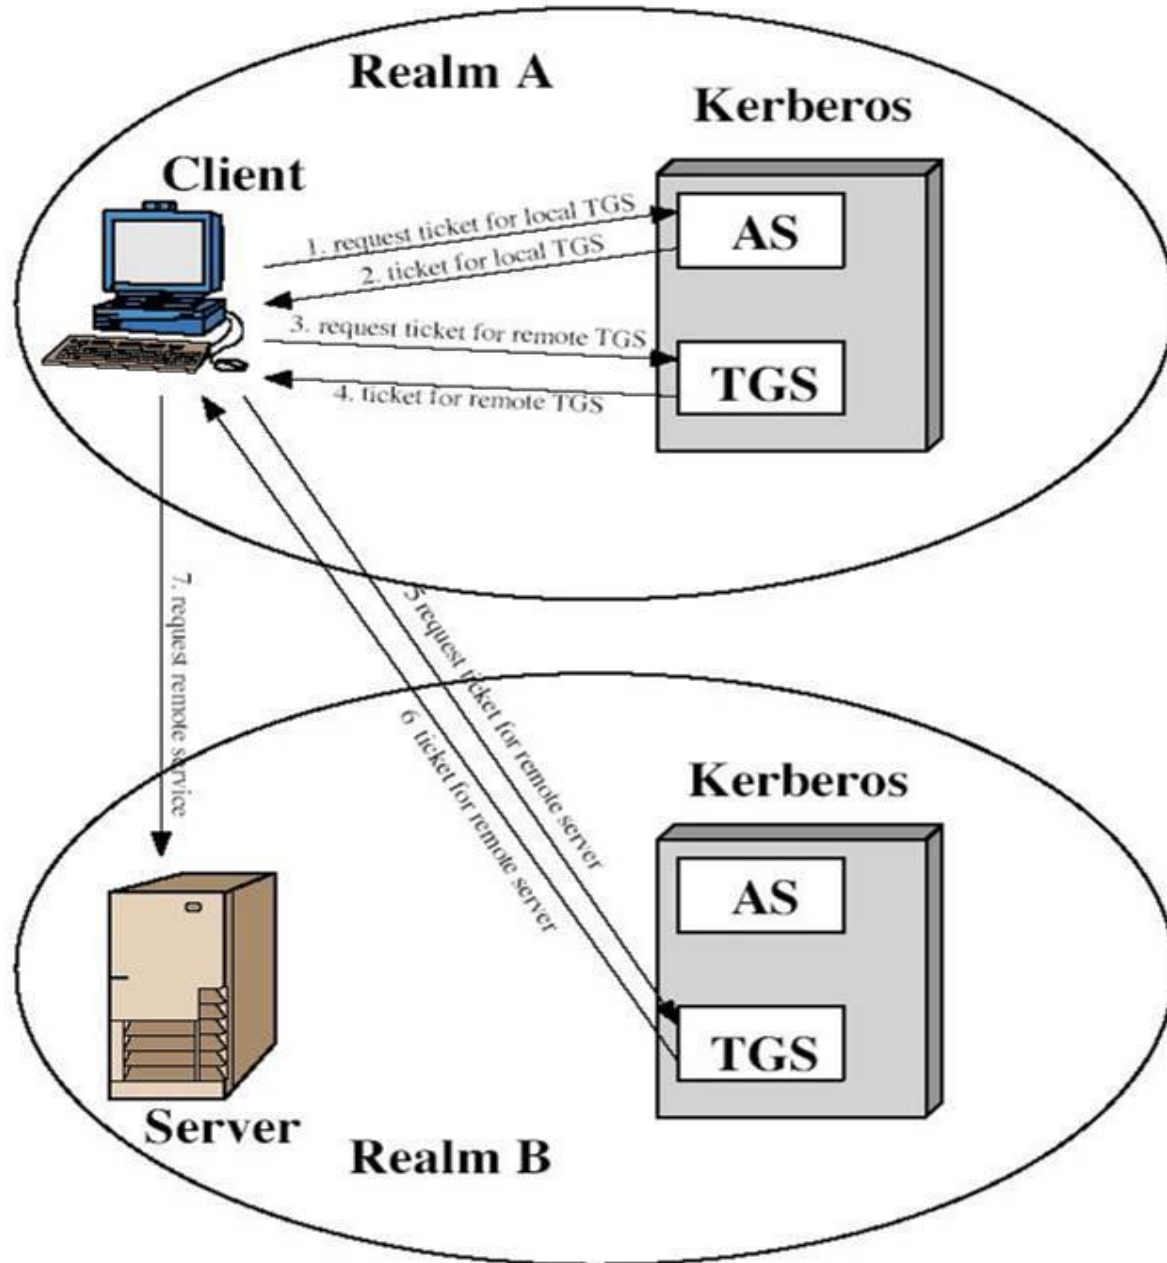 Realm A
Kerberos
Client
1. request ticket for local TGS
AS
2. ticket for local TGS
3. request ticket for remote TGS
TGS
4. ticket for remote TGS
7. request remote service
5 request ticket for remote server
6 ticket for remote server
Kerberos
AS
TGS
Server
Realm B